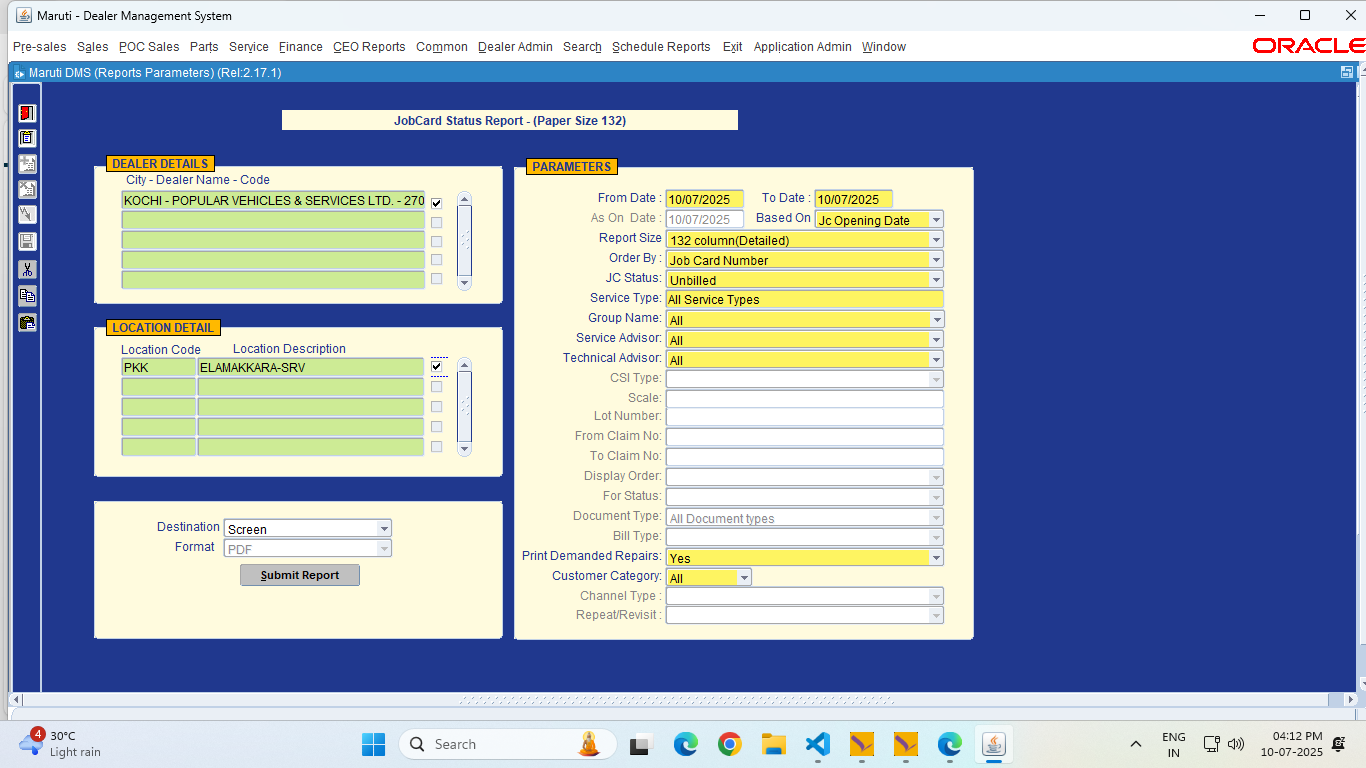 Maruti - Dealer Management System
Pre-sales Sales POC Sales Parts Service Finance CEO Reports Common Dealer Admin Search Schedule Reports Exit Application Admin Window
ORACLE
Maruti DMS (Reports Parameters) (Rel:2.17.1)
JobCard Status Report - (Paper Size 132)
DEALER DETAILS
City - Dealer Name - Code
KOCHI - POPULAR VEHICLES & SERVICES LTD. - 270
LOCATION DETAIL
Location Code Location Description
PKK ELAMAKKARA-SRV
Destination Screen
Format PDF
Submit Report
PARAMETERS
From Date : 10/07/2025 To Date : 10/07/2025
As On Date : 10/07/2025 Based On Jc Opening Date
Report Size 132 column(Detailed)
Order By : Job Card Number
JC Status: Unbilled
Service Type: All Service Types
Group Name: All
Service Advisor: All
Technical Advisor: All
CSI Type:
Scale:
Lot Number:
From Claim No:
To Claim No:
Display Order:
For Status:
Document Type: All Document types
Bill Type:
Print Demanded Repairs: Yes
Customer Category: All
Channel Type :
Repeat/Revisit :
4
30°C
Light rain
Search
ENG
IN
04:12 PM
10-07-2025